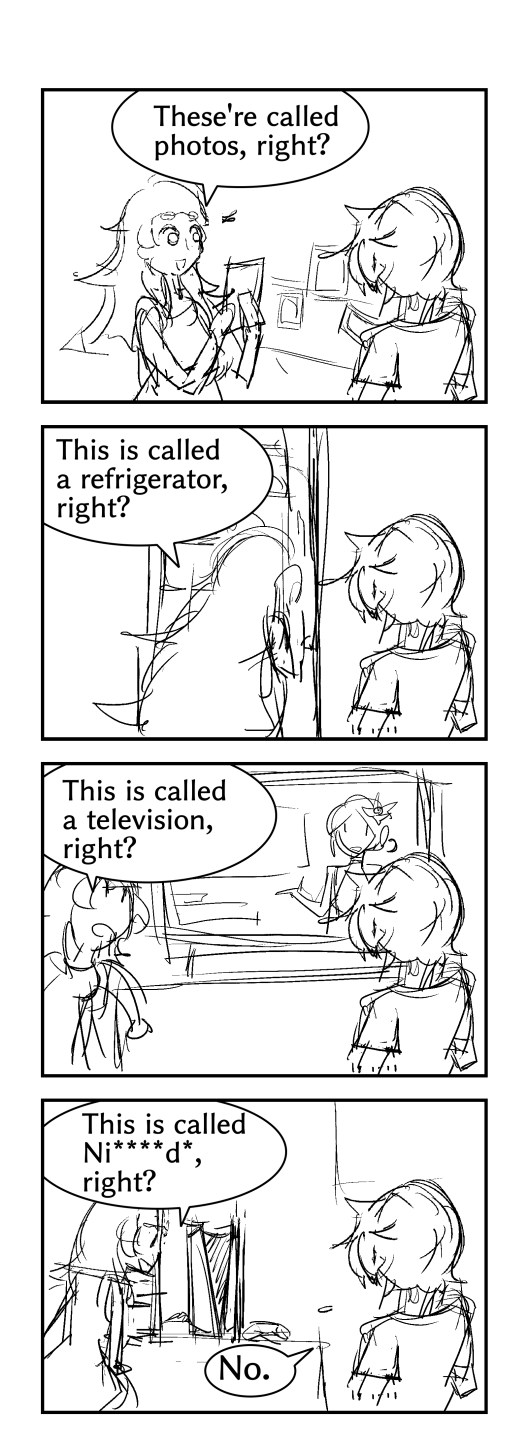 These're called
photos, right?
This is called
a refrigerator,
right?
This is called
a television,
right?
This is called
Ni****d*,
right?
No.